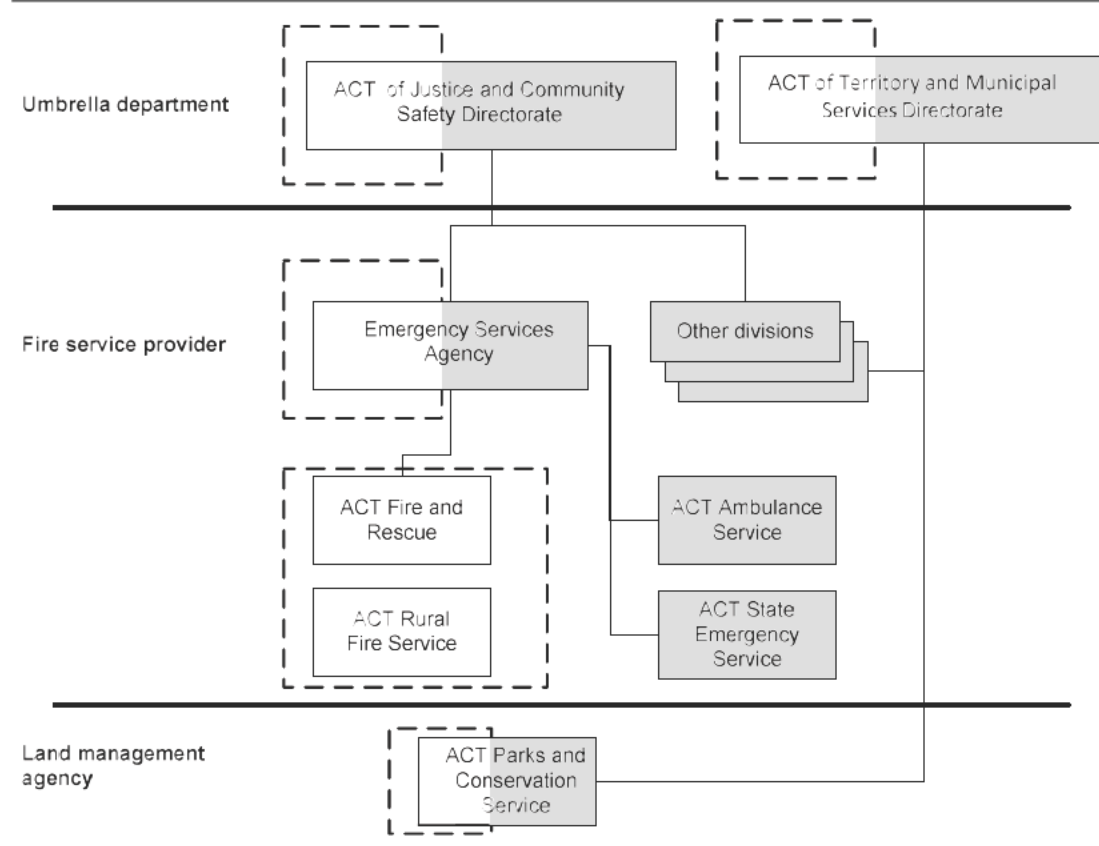 Umbrella department
ACT of Justice and Community
Safety Directorate
ACT of Territory and Municipal
Services Directorate
Fire service provider
Emergency Services
Agency
Other divisions
ACT Fire and
Rescue
ACT Ambulance
Service
ACT Rural
Fire Service
ACT State
Emergency
Service
Land management
agency
ACT Parks and
Conservation
Service